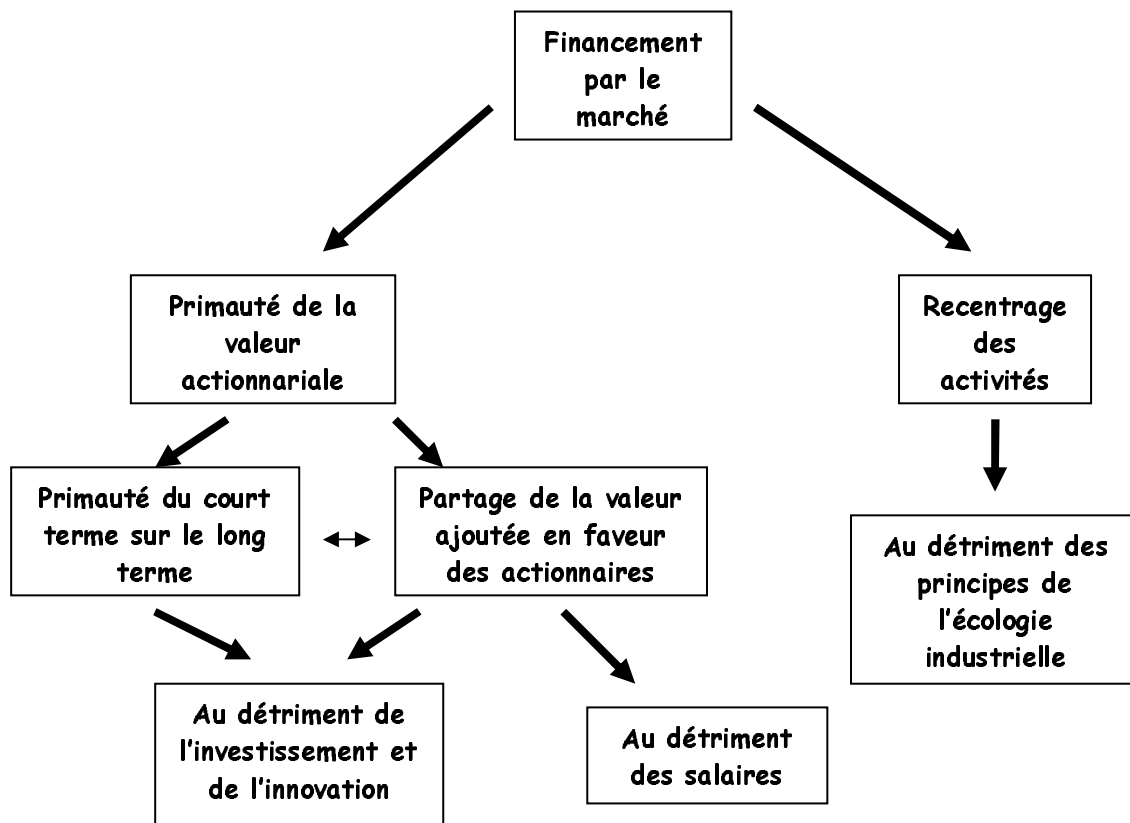 Financement
par le
marché
Primauté de la
valeur
actionnariale
Recentrage
des
activités
Primauté du court
terme sur le long
terme
Partage de la valeur
ajoutée en faveur
des actionnaires
Au détriment des
principes de
l'écologie
industrielle
Au détriment de
l'investissement et
de l'innovation
Au détriment
des salaires